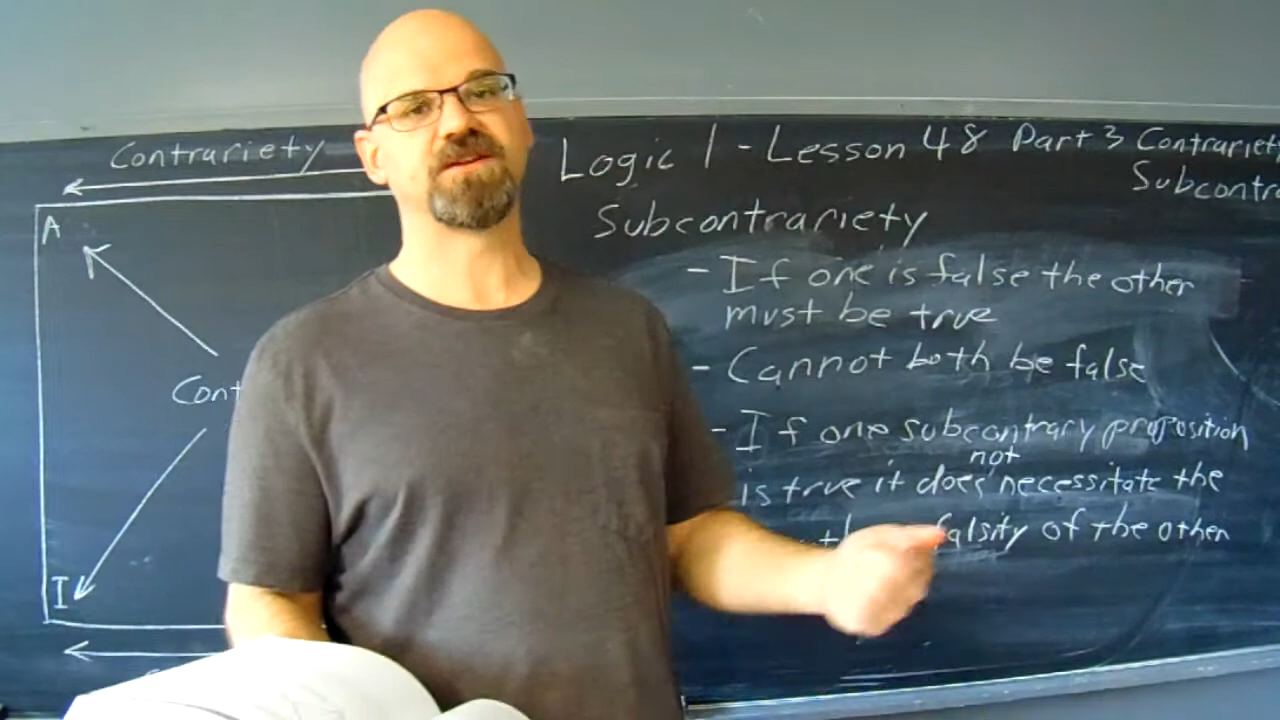 Contrariety
A
Cont
I
Logic 1 - Lesson 48 Part 3 Contrariety
Subcontra
Subcontrariety
- If one is false the other
must be true
- Cannot both be false
- If one subcontrary proposition
not
is true it does necessitate the
falsity of the other